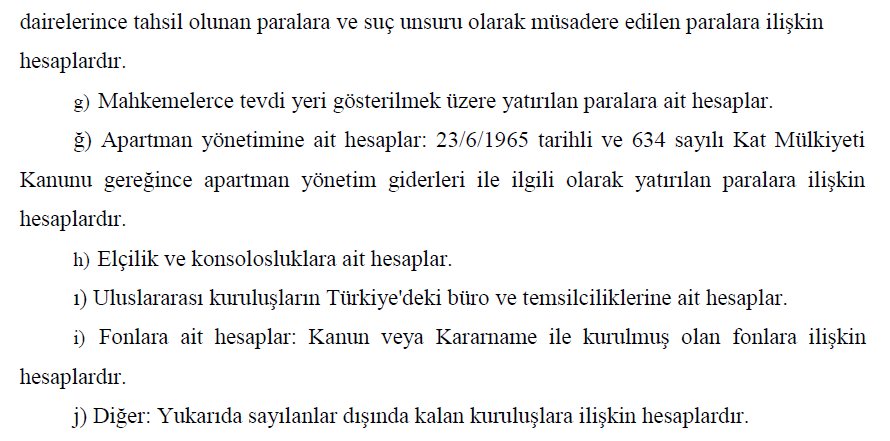 dairelerince tahsil olunan paralara ve suç unsuru olarak müsadere edilen paralara ilişkin
hesaplardır.
g) Mahkemelerce tevdi yeri gösterilmek üzere yatırılan paralara ait hesaplar.
ğ) Apartman yönetimine ait hesaplar: 23/6/1965 tarihli ve 634 sayılı Kat Mülkiyeti
Kanunu gereğince apartman yönetim giderleri ile ilgili olarak yatırılan paralara ilişkin
hesaplardır.
h) Elçilik ve konsolosluklara ait hesaplar.
ı) Uluslararası kuruluşların Türkiye'deki büro ve temsilciliklerine ait hesaplar.
i) Fonlara ait hesaplar: Kanun veya Kararname ile kurulmuş olan fonlara ilişkin
hesaplardır.
j) Diğer: Yukarıda sayılanlar dışında kalan kuruluşlara ilişkin hesaplardır.